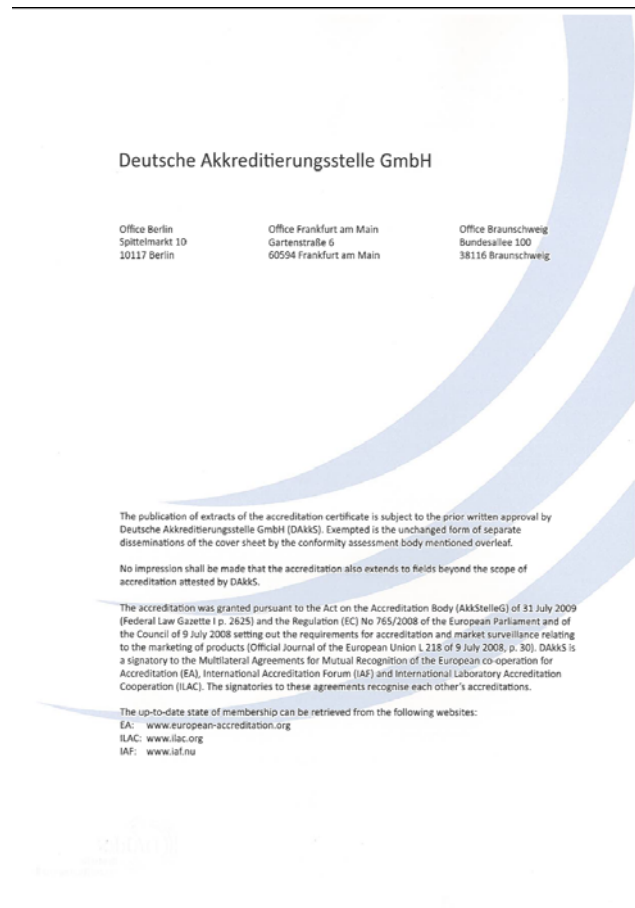 Deutsche Akkreditierungsstelle GmbH
Office Berlin
Spittelmarkt 10
10117 Berlin
Office Frankfurt am Main
Gartenstraße 6
60594 Frankfurt am Main
Office Braunschweig
Bundesallee 100
38116 Braunschweig
The publication of extracts of the accreditation certificate is subject to the prior written approval by
Deutsche Akkreditierungsstelle GmbH (DAkkS). Exempted is the unchanged form of separate
disseminations of the cover sheet by the conformity assessment body mentioned overleaf.
No impression shall be made that the accreditation also extends to fields beyond the scope of
accreditation attested by DAkkS.
The accreditation was granted pursuant to the Act on the Accreditation Body (AkkStelleG) of 31 July 2009
(Federal Law Gazette I p. 2625) and the Regulation (EC) No 765/2008 of the European Parliament and of
the Council of 9 July 2008 setting out the requirements for accreditation and market surveillance relating
to the marketing of products (Official Journal of the European Union L 218 of 9 July 2008, p. 30). DAkkS is
a signatory to the Multilateral Agreements for Mutual Recognition of the European co-operation for
Accreditation (EA), International Accreditation Forum (IAF) and International Laboratory Accreditation
Cooperation (ILAC). The signatories to these agreements recognise each other's accreditations.
The up-to-date state of membership can be retrieved from the following websites:
EA: www.european-accreditation.org
ILAC: www.ilac.org
IAF: www.iaf.nu